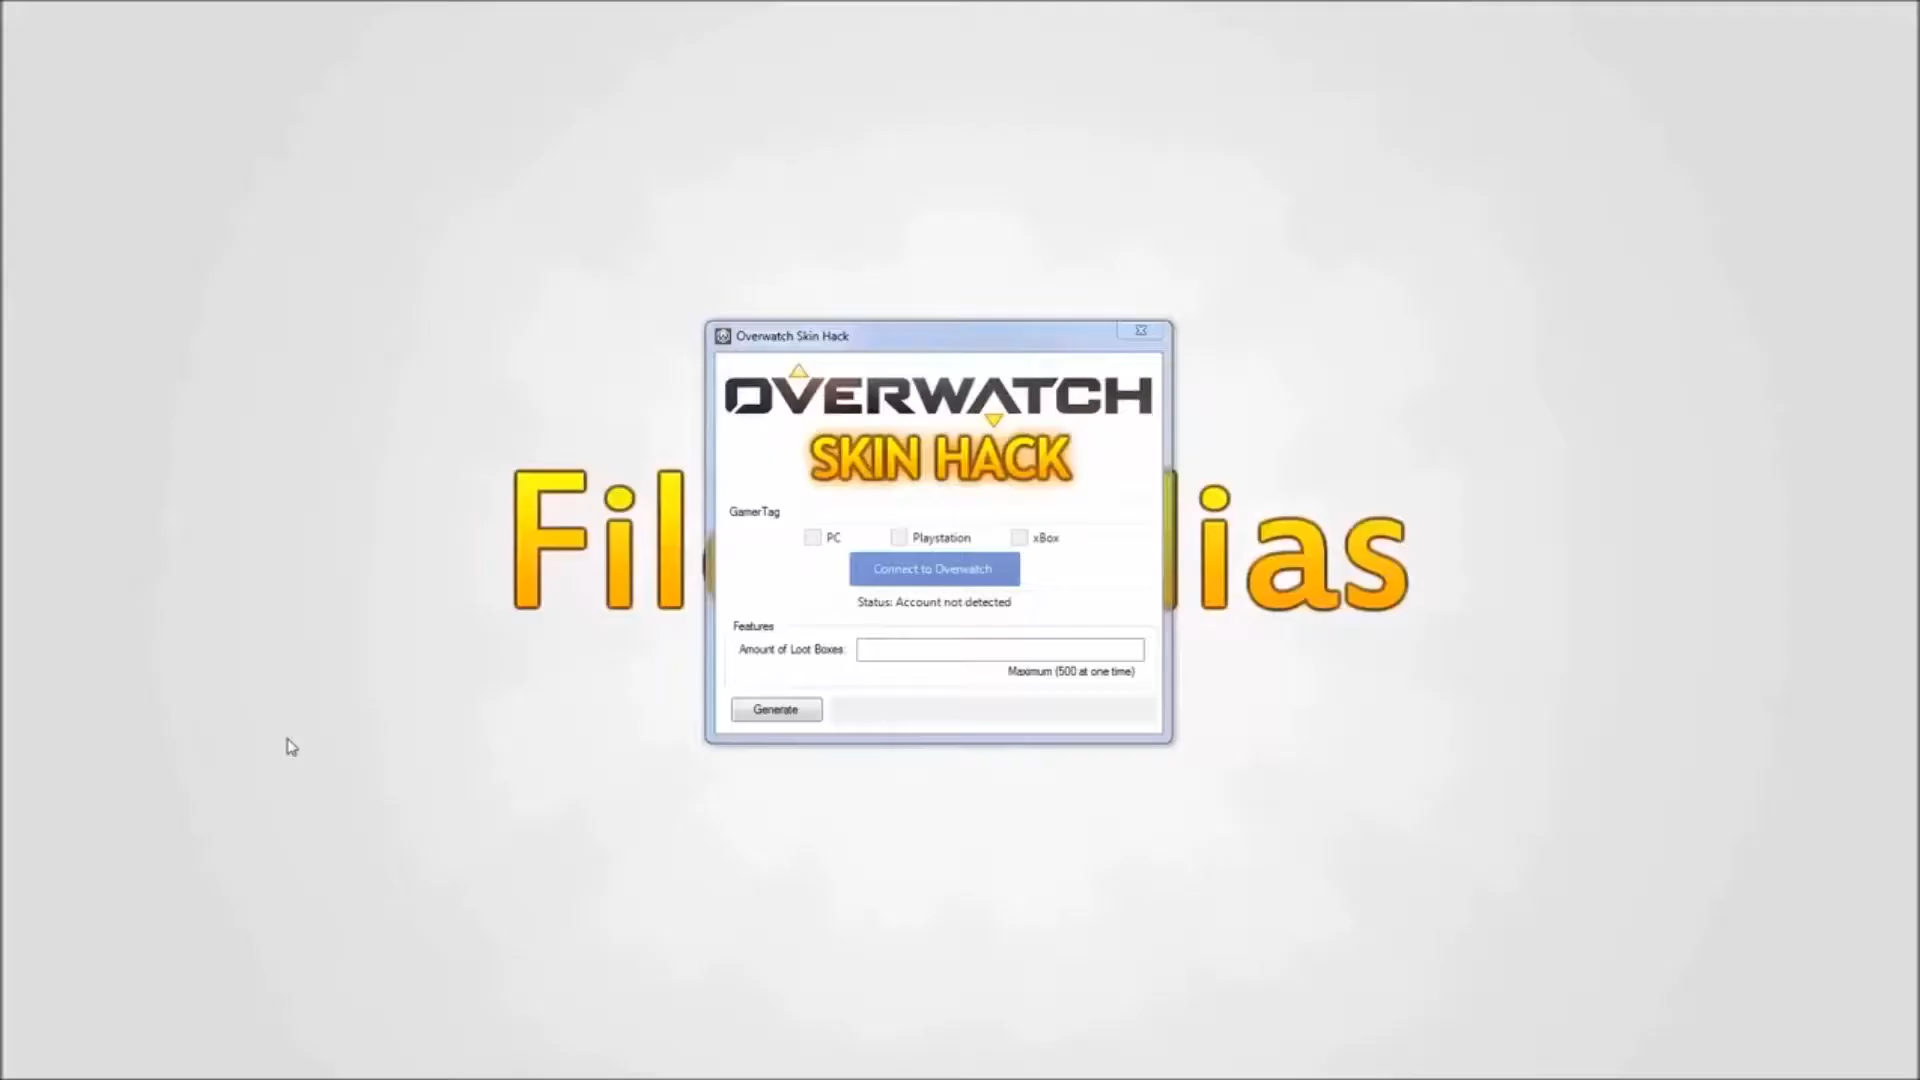 Overwatch Skin Hack
OVERWATCH
SKIN HACK
GamerTag
PC Playstation xBox
Connect to Overwatch
Status: Account not detected
Features
Amount of Loot Boxes:
Maximum (500 at one time)
Generate